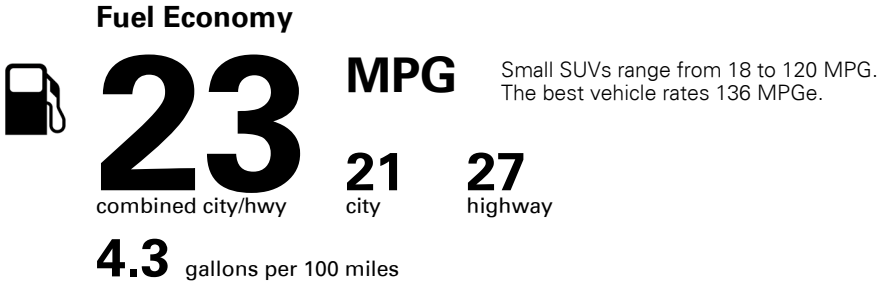 Fuel Economy
23 MPG
Small SUVs range from 18 to 120 MPG.
The best vehicle rates 136 MPGe.
combined city/hwy
21 city
27 highway
4.3 gallons per 100 miles